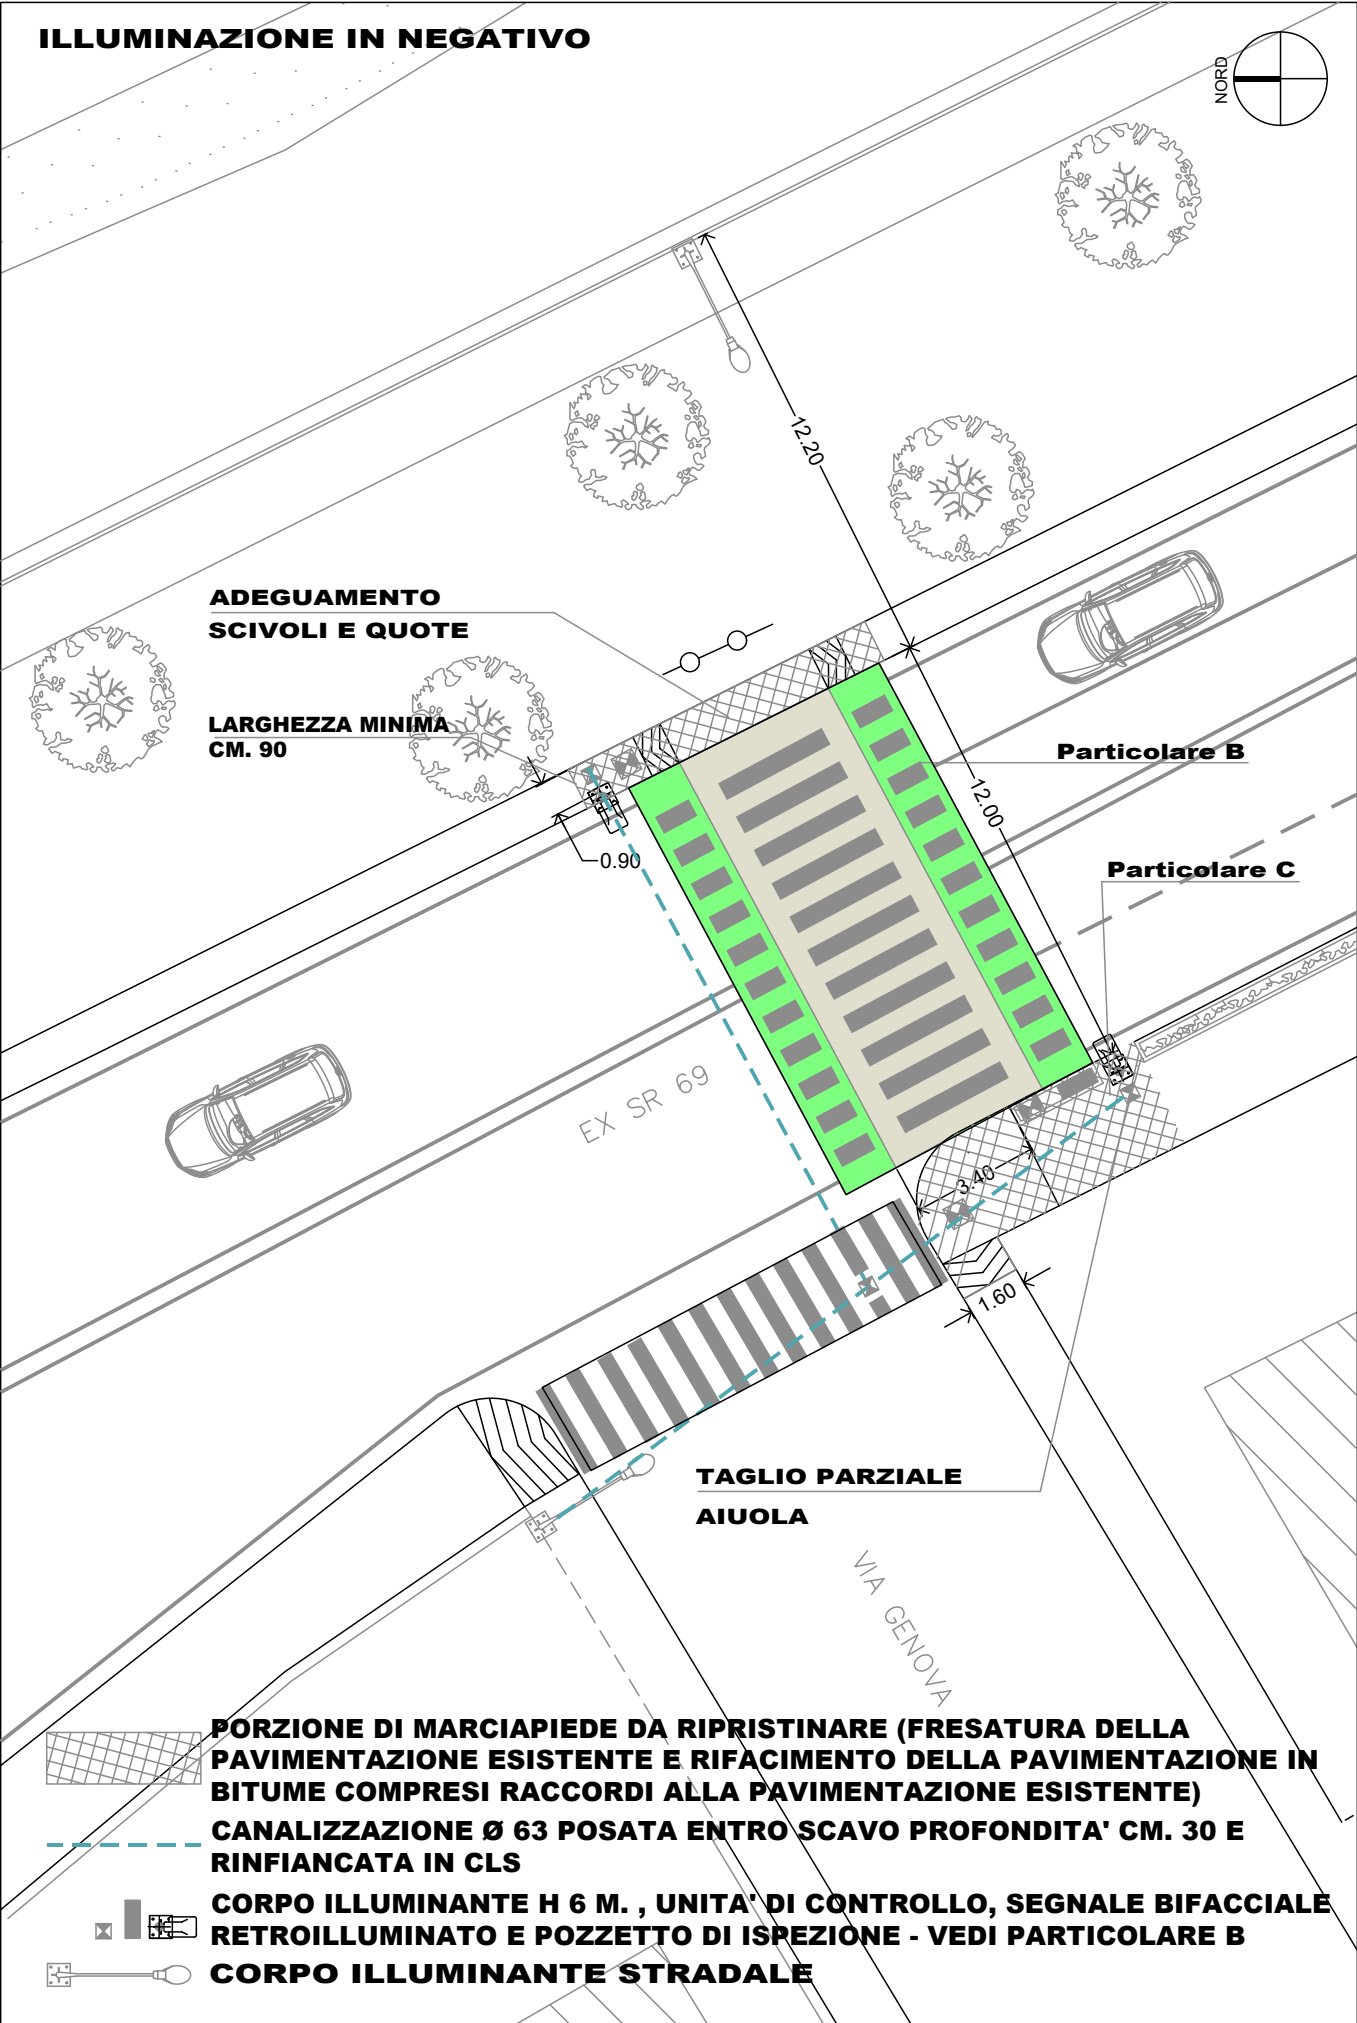 ILLUMINAZIONE IN NEGATIVO
NORD
12.20
ADEGUAMENTO
SCIVOLI E QUOTE
LARGHEZZA MINIMA
CM. 90
Particolare B
12.00
0.90
Particolare C
EX SR 69
3.40
1.60
TAGLIO PARZIALE
AIUOLA
VIA GENOVA
PORZIONE DI MARCIAPIEDE DA RIPRISTINARE (FRESATURA DELLA
PAVIMENTAZIONE ESISTENTE E RIFACIMENTO DELLA PAVIMENTAZIONE IN
BITUME COMPRESI RACCORDI ALLA PAVIMENTAZIONE ESISTENTE)
CANALIZZAZIONE Ø 63 POSATA ENTRO SCAVO PROFONDITA' CM. 30 E
RINFIANCATA IN CLS
CORPO ILLUMINANTE H 6 M. , UNITA' DI CONTROLLO, SEGNALE BIFACCIALE
RETROILLUMINATO E POZZETTO DI ISPEZIONE - VEDI PARTICOLARE B
CORPO ILLUMINANTE STRADALE